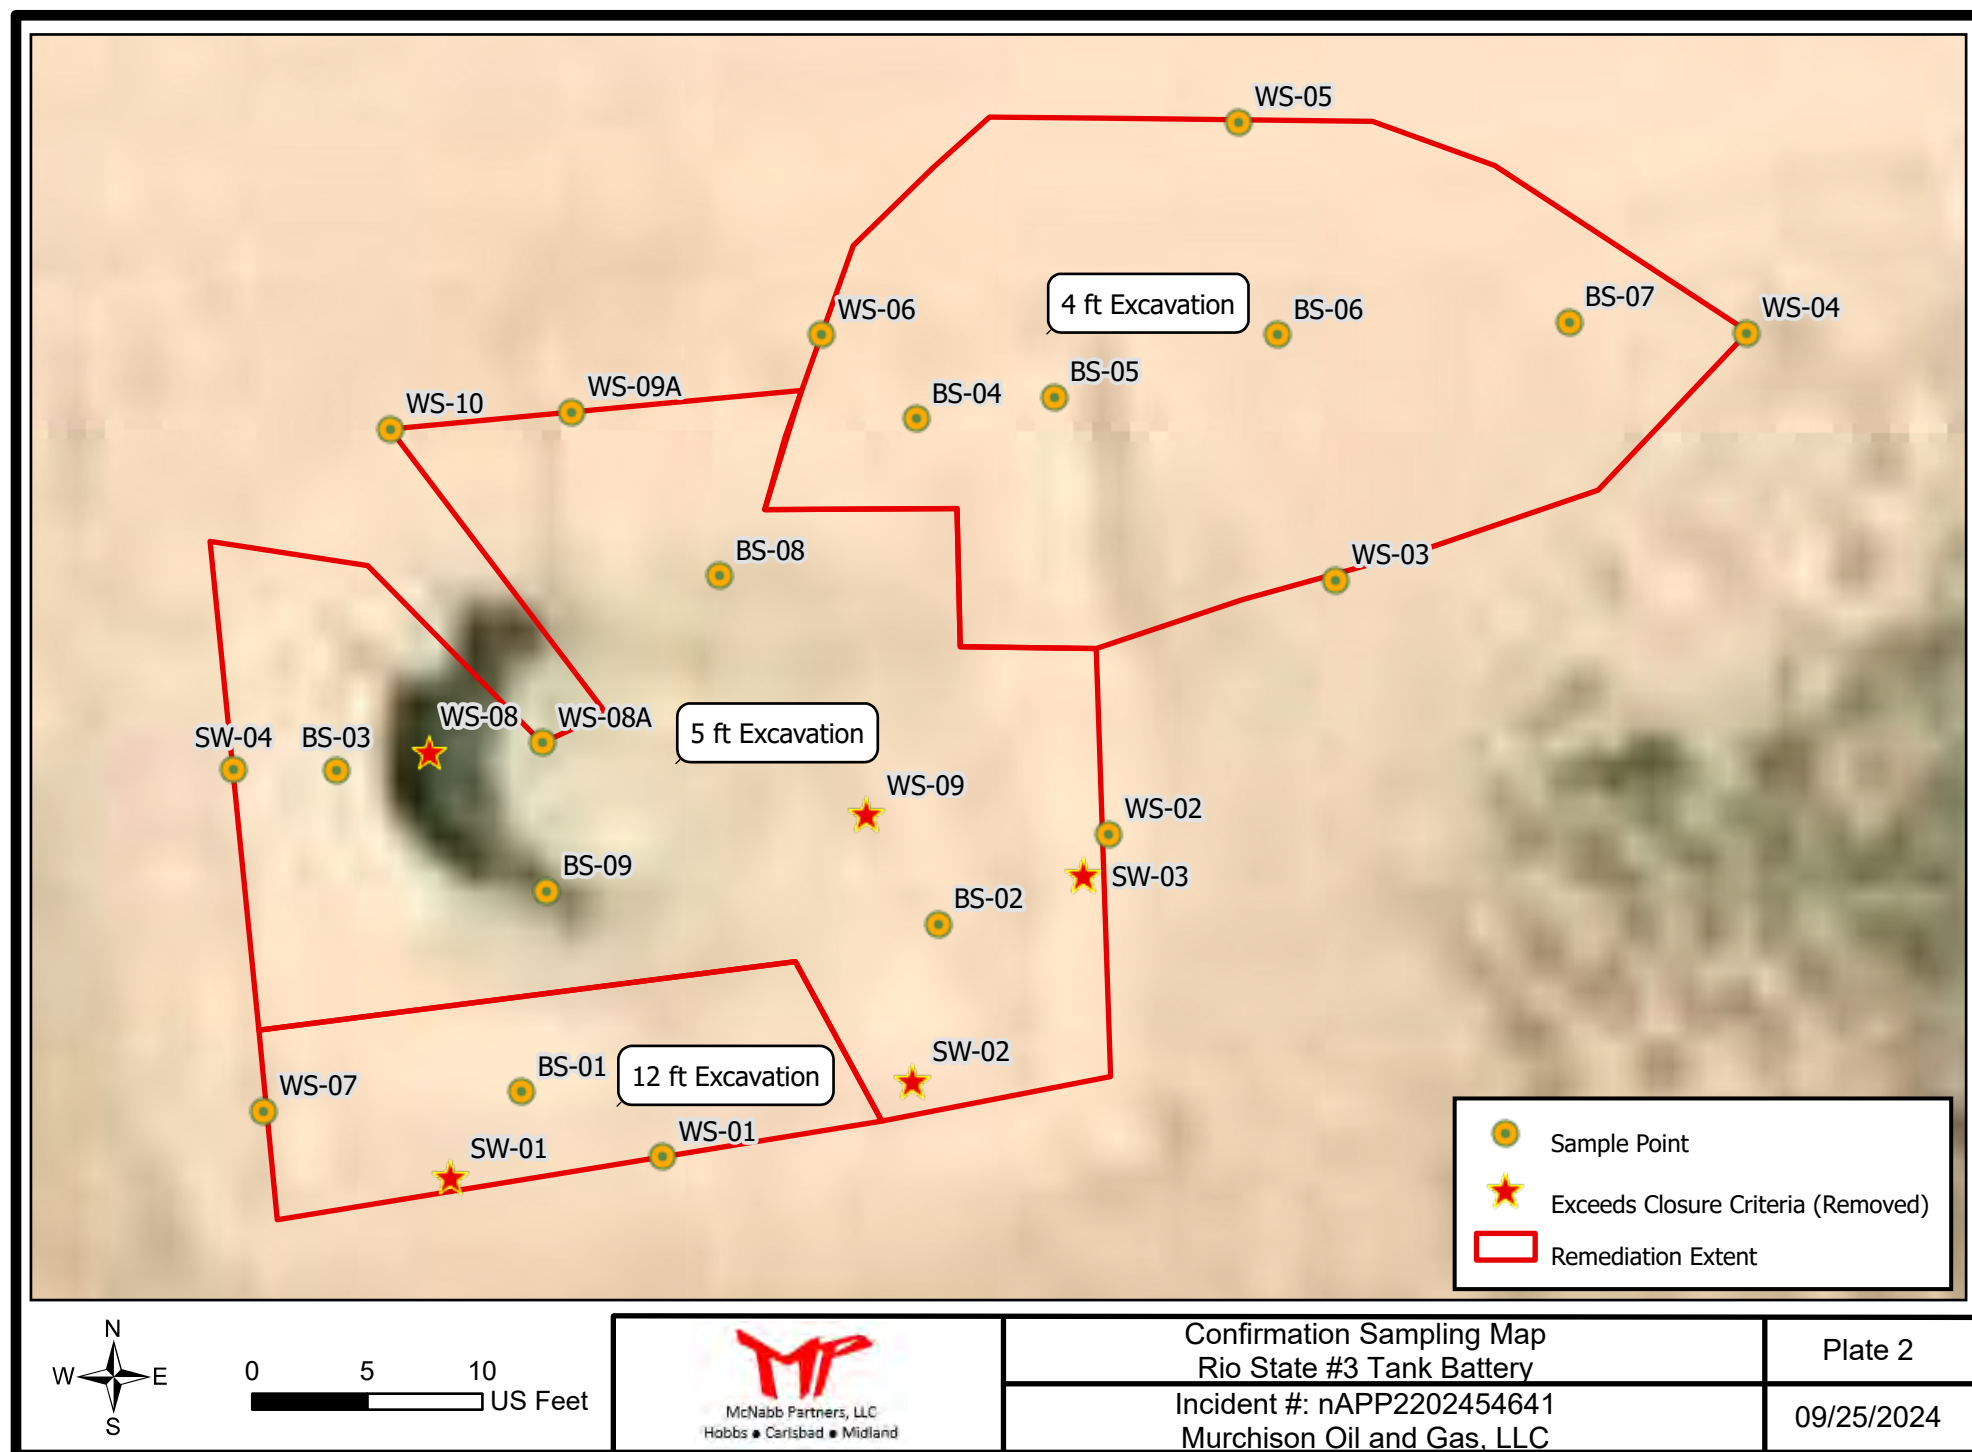 WS-05
WS-06
4 ft Excavation
BS-06
BS-07
WS-04
WS-10
WS-09A
BS-04
BS-05
BS-08
WS-03
SW-04
BS-03
WS-08
WS-08A
5 ft Excavation
WS-09
WS-02
SW-03
BS-09
BS-02
WS-07
BS-01
12 ft Excavation
SW-02
SW-01
WS-01
Sample Point
Exceeds Closure Criteria (Removed)
Remediation Extent
N
W E
S
0 5 10
US Feet
McNabb Partners, LLC
Hobbs • Carlsbad • Midland
Confirmation Sampling Map
Rio State #3 Tank Battery
Incident #: nAPP2202454641
Murchison Oil and Gas, LLC
Plate 2
09/25/2024